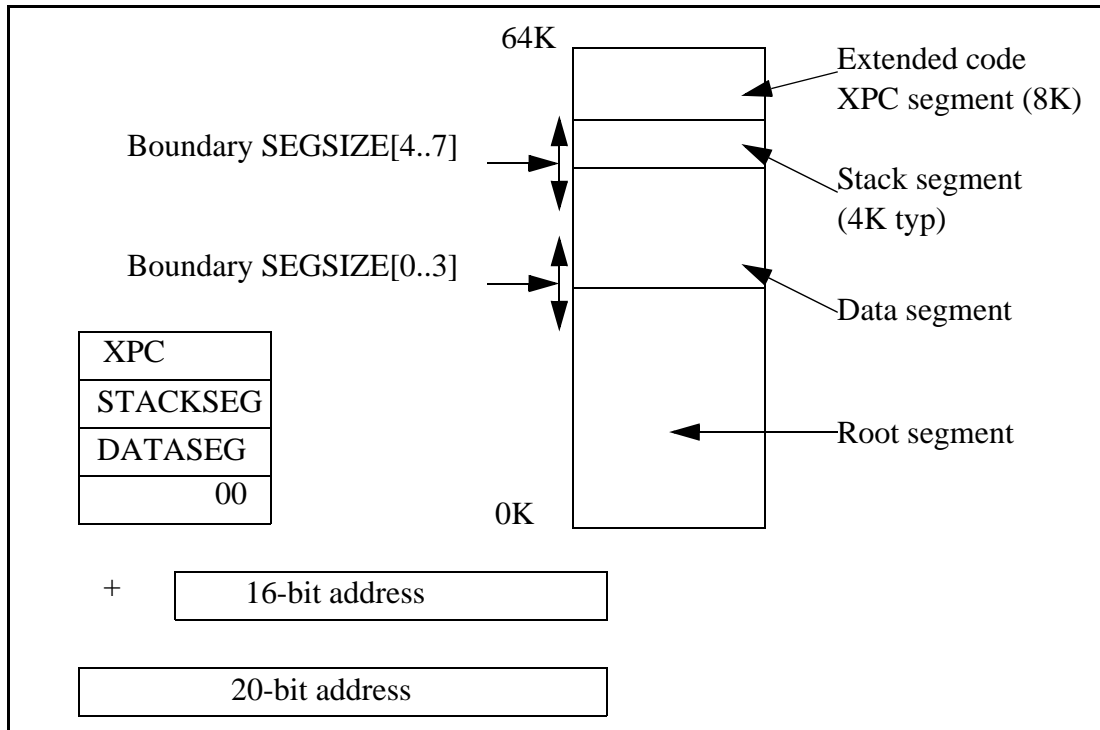 64K
Extended code
XPC segment (8K)
Boundary SEGSIZE[4..7]
Stack segment
(4K typ)
Boundary SEGSIZE[0..3]
Data segment
XPC
STACKSEG
DATASEG
00
Root segment
0K
+ 16-bit address
20-bit address